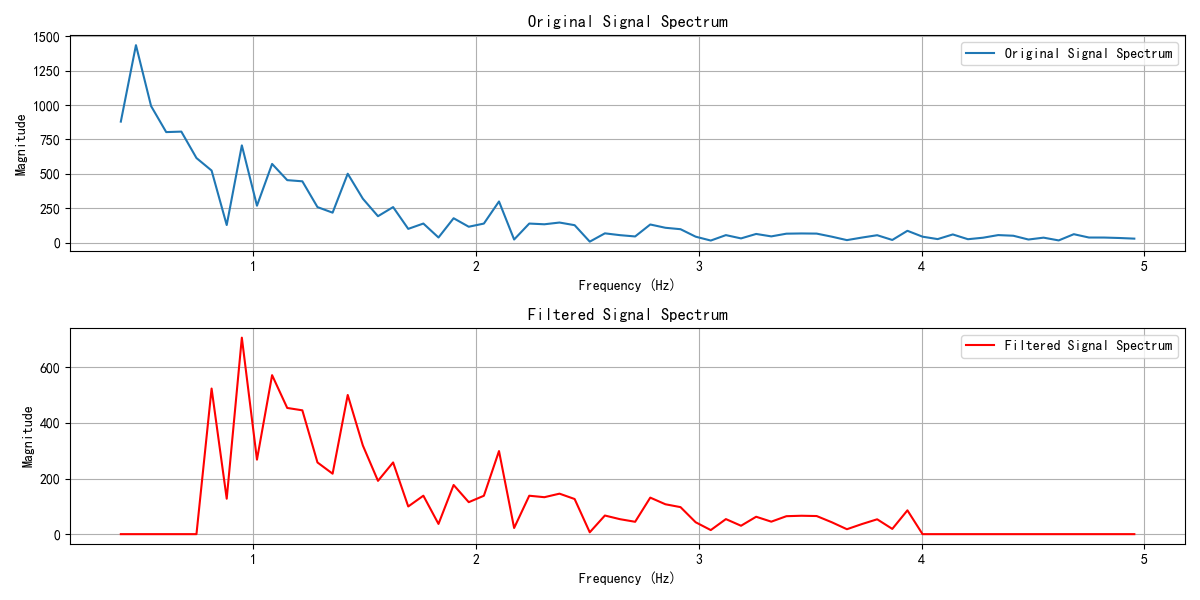 Original Signal Spectrum
1500
1250
1000
750
500
250
0
Magnitude
Original Signal Spectrum
1
2
3
4
5
Frequency (Hz)
Filtered Signal Spectrum
600
400
200
0
Magnitude
Filtered Signal Spectrum
1
2
3
4
5
Frequency (Hz)